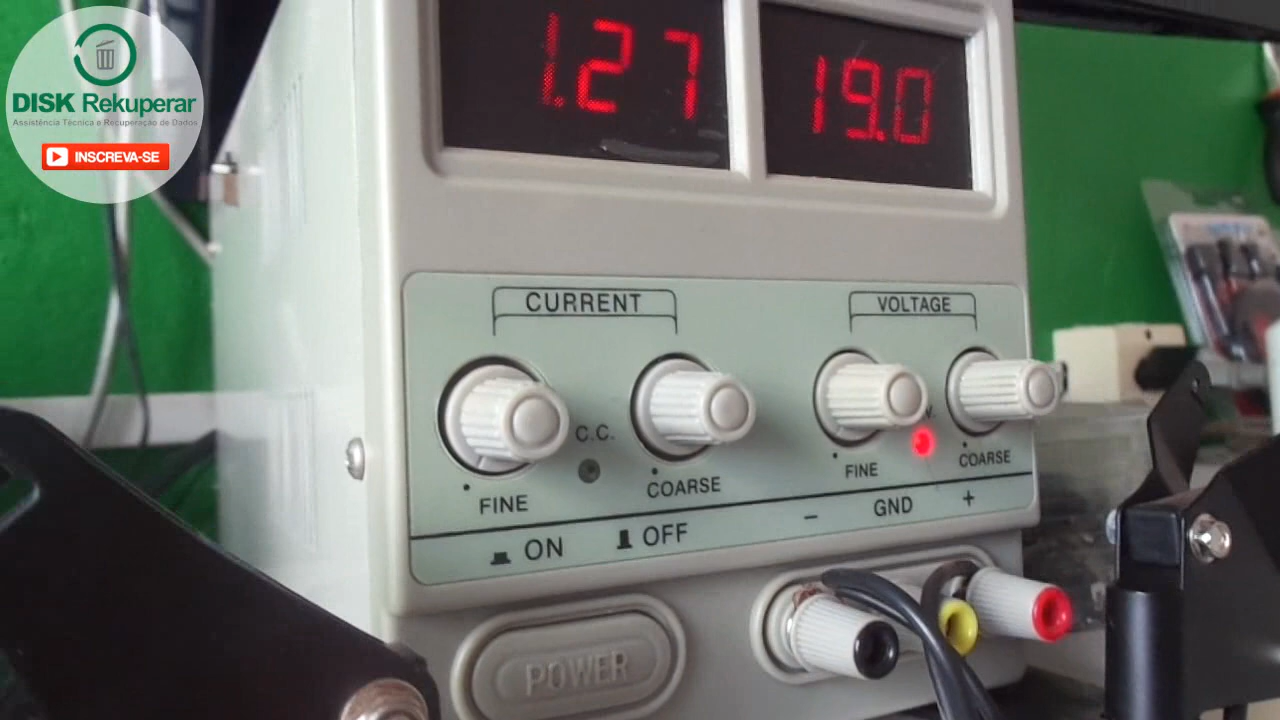 DISK Rekuperar
Assistência Técnica e Recuperação de Dados
INSCREVA-SE
1.27
19.0
CURRENT
VOLTAGE
C.C.
FINE
COARSE
FINE
COARSE
ON
OFF
−
GND
+
POWER